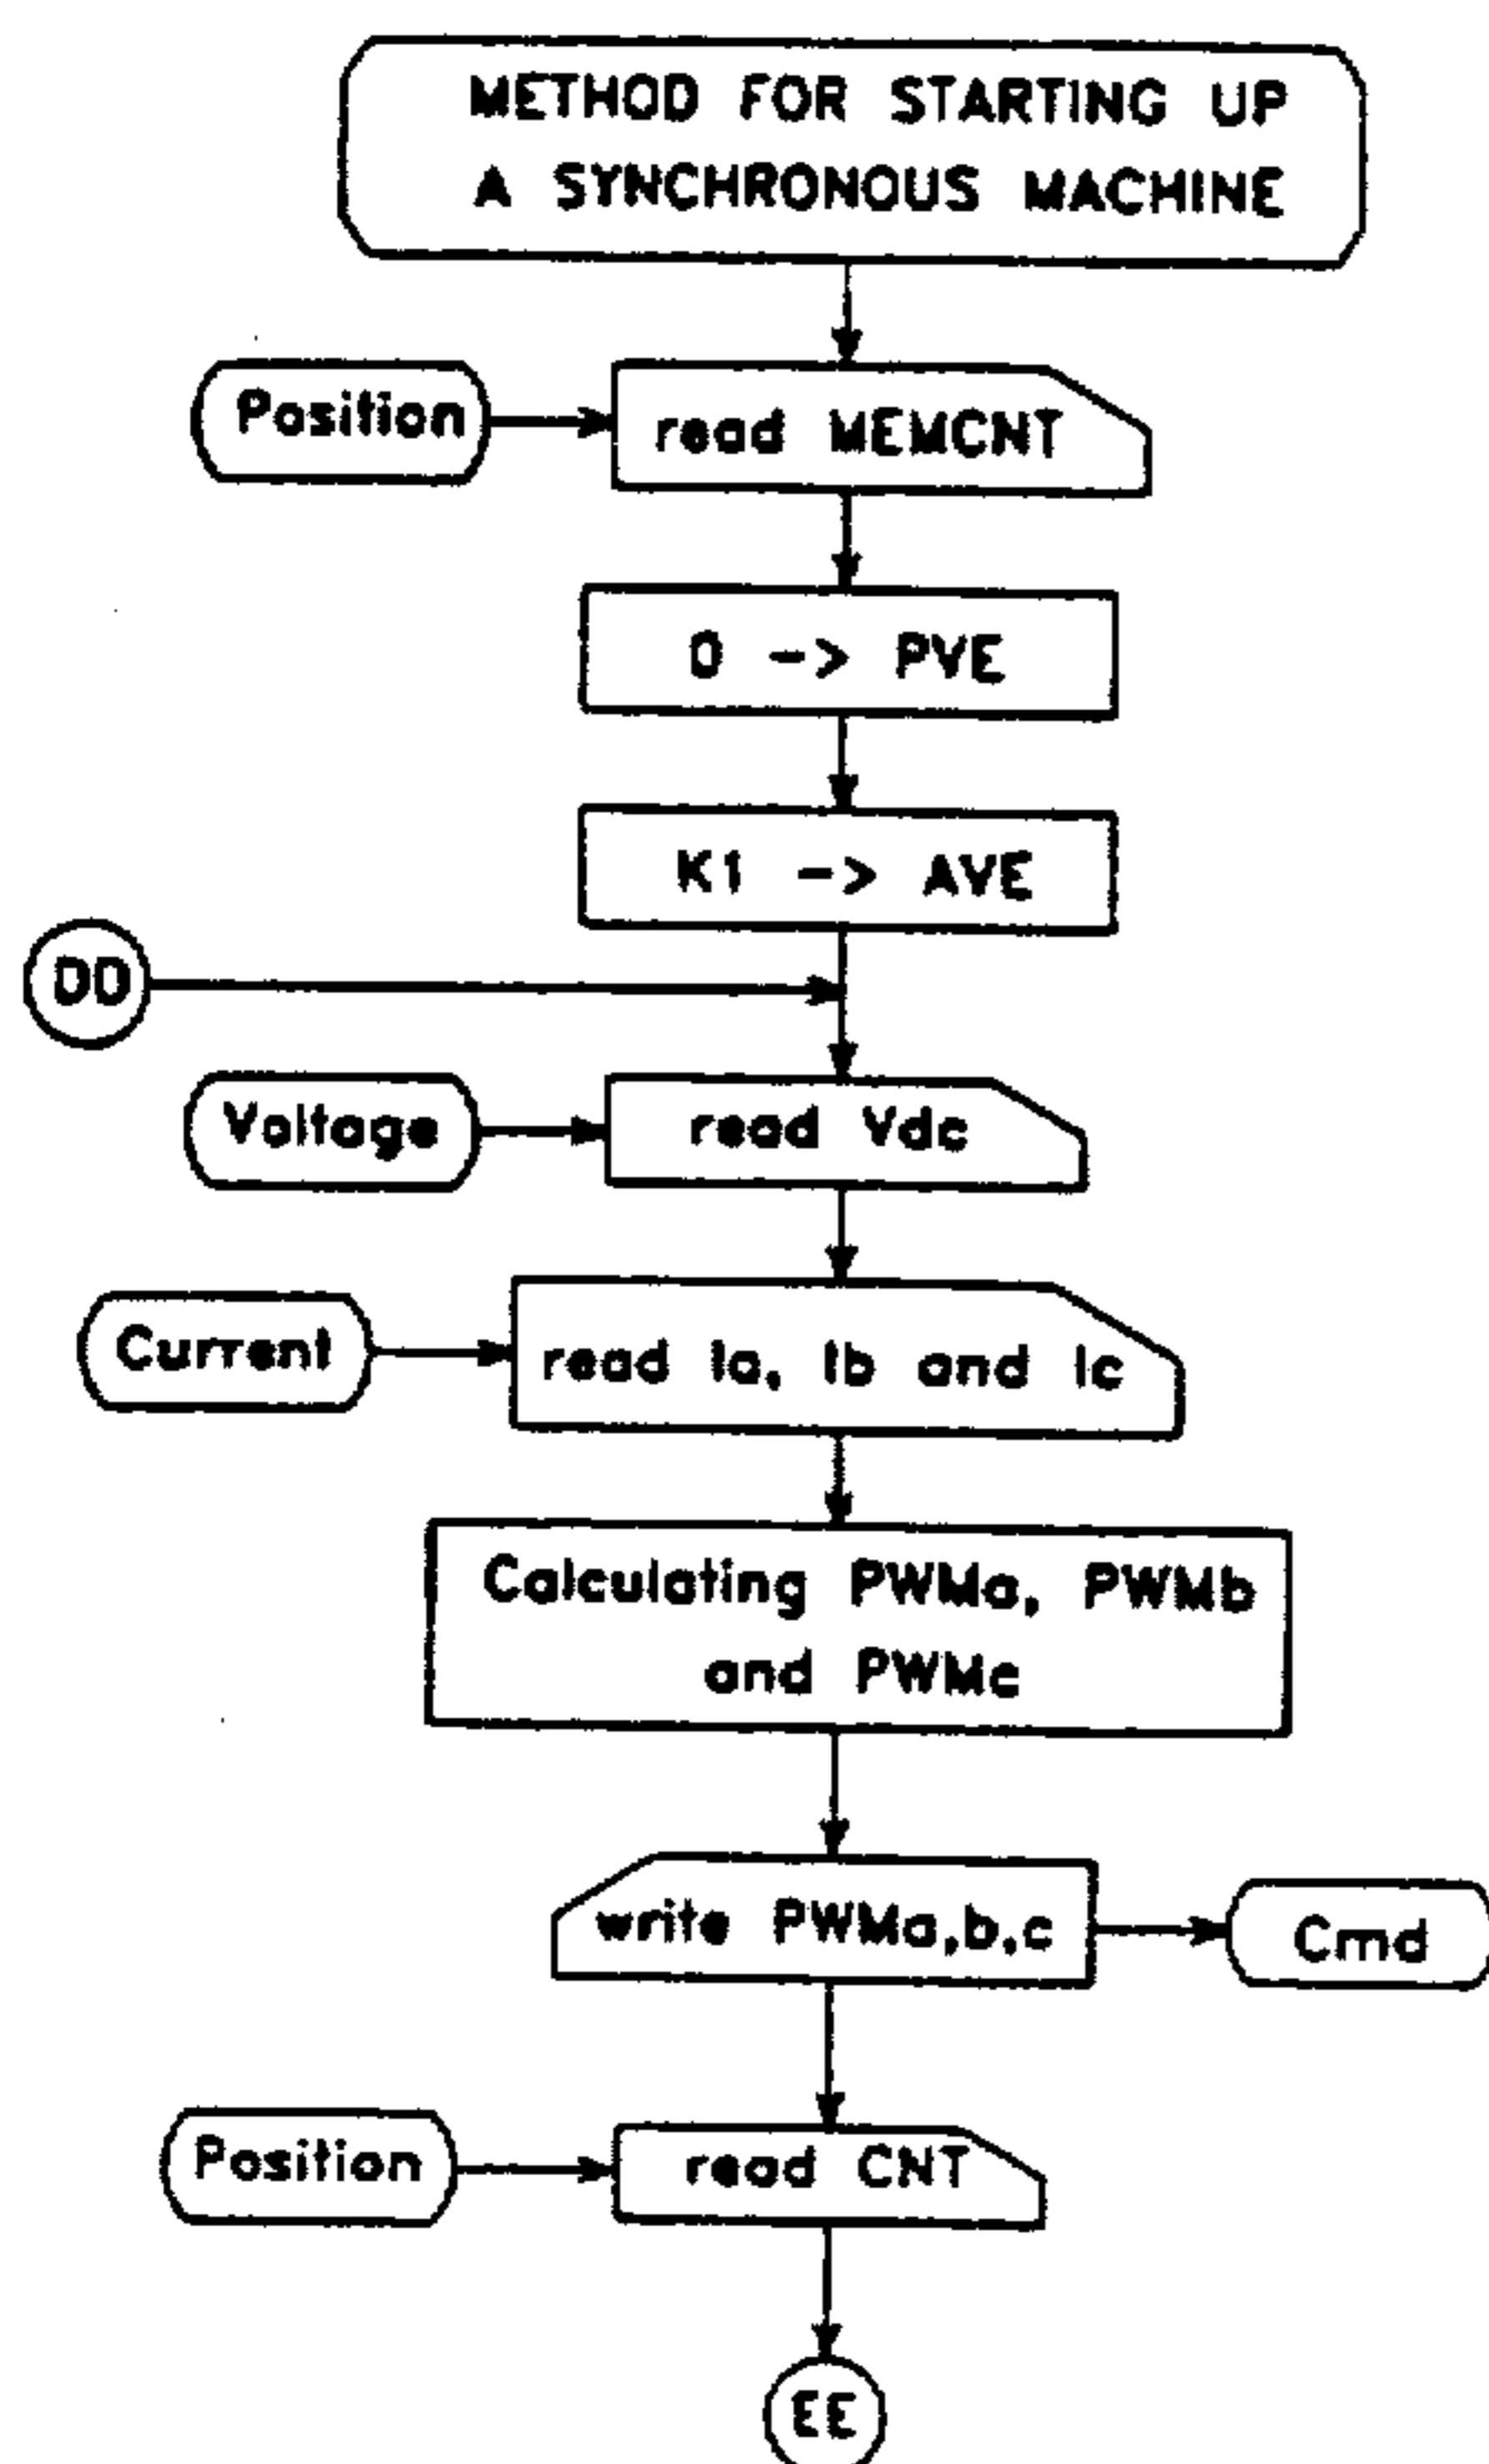 METHOD FOR STARTING UP
A SYNCHRONOUS MACHINE
Position
read MEMCNT
0 -> PVE
K1 -> AVE
DD
Voltage
read Vdc
Current
read Ia, Ib and Ic
Calculating PWMa, PWMb
and PWMc
write PWMa,b,c
Cmd
Position
read CNT
EE